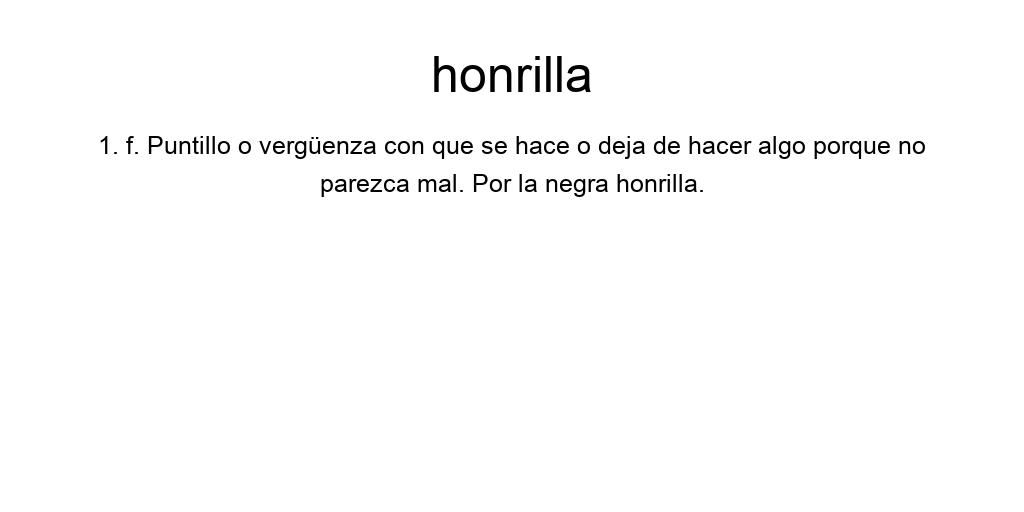 honrilla
1. f. Puntillo o vergüenza con que se hace o deja de hacer algo porque no
parezca mal. Por la negra honrilla.